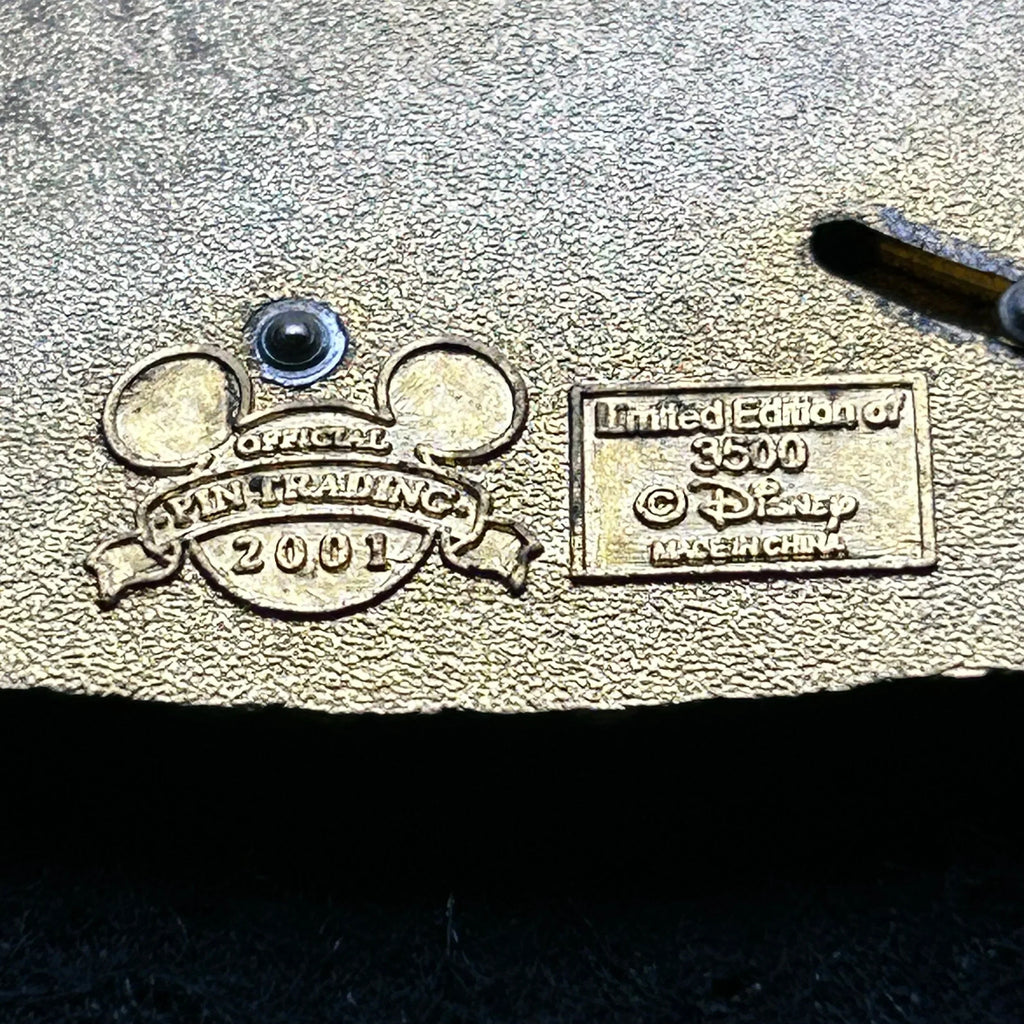 OFFICIAL
PIN TRADING
2001
Limited Edition of
3500
© Disney
MADE IN CHINA